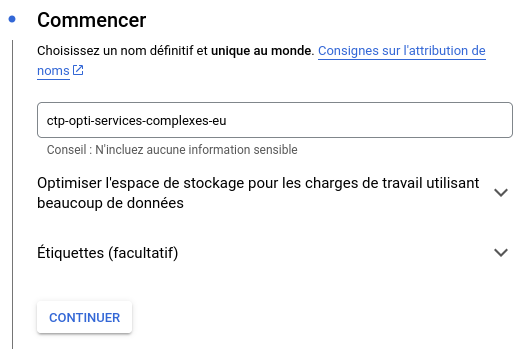 Commencer
Choisissez un nom définitif et unique au monde. Consignes sur l'attribution de
noms
ctp-opti-services-complexes-eu
Conseil : N'incluez aucune information sensible
Optimiser l'espace de stockage pour les charges de travail utilisant
beaucoup de données
Étiquettes (facultatif)
CONTINUER